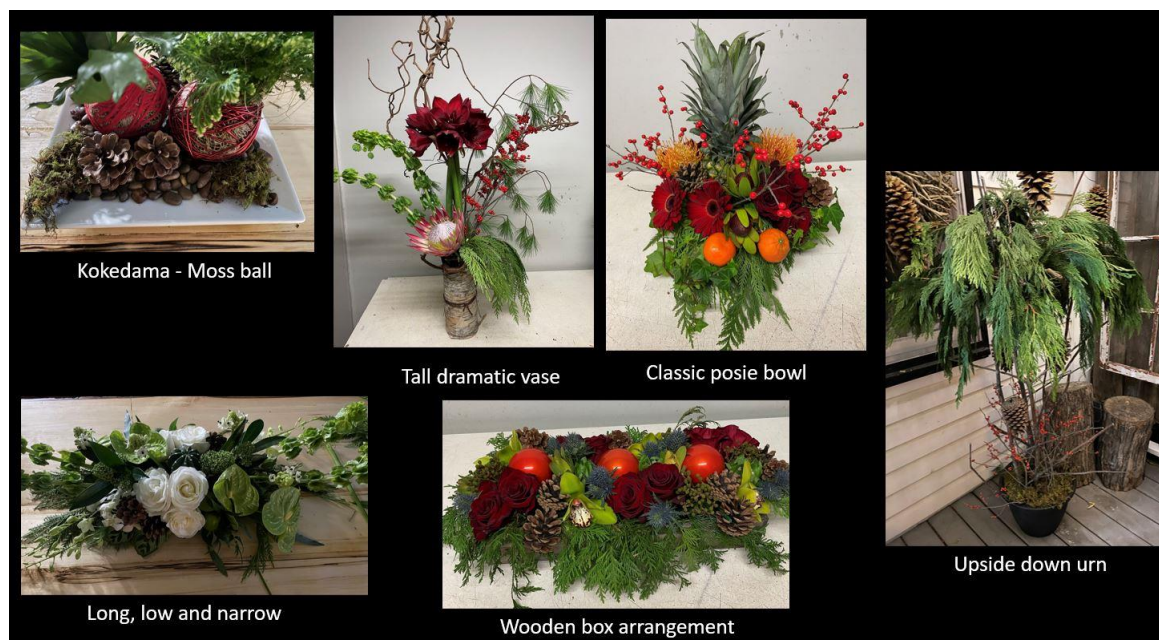 Kokedama - Moss ball
Tall dramatic vase
Classic posie bowl
Upside down urn
Long, low and narrow
Wooden box arrangement